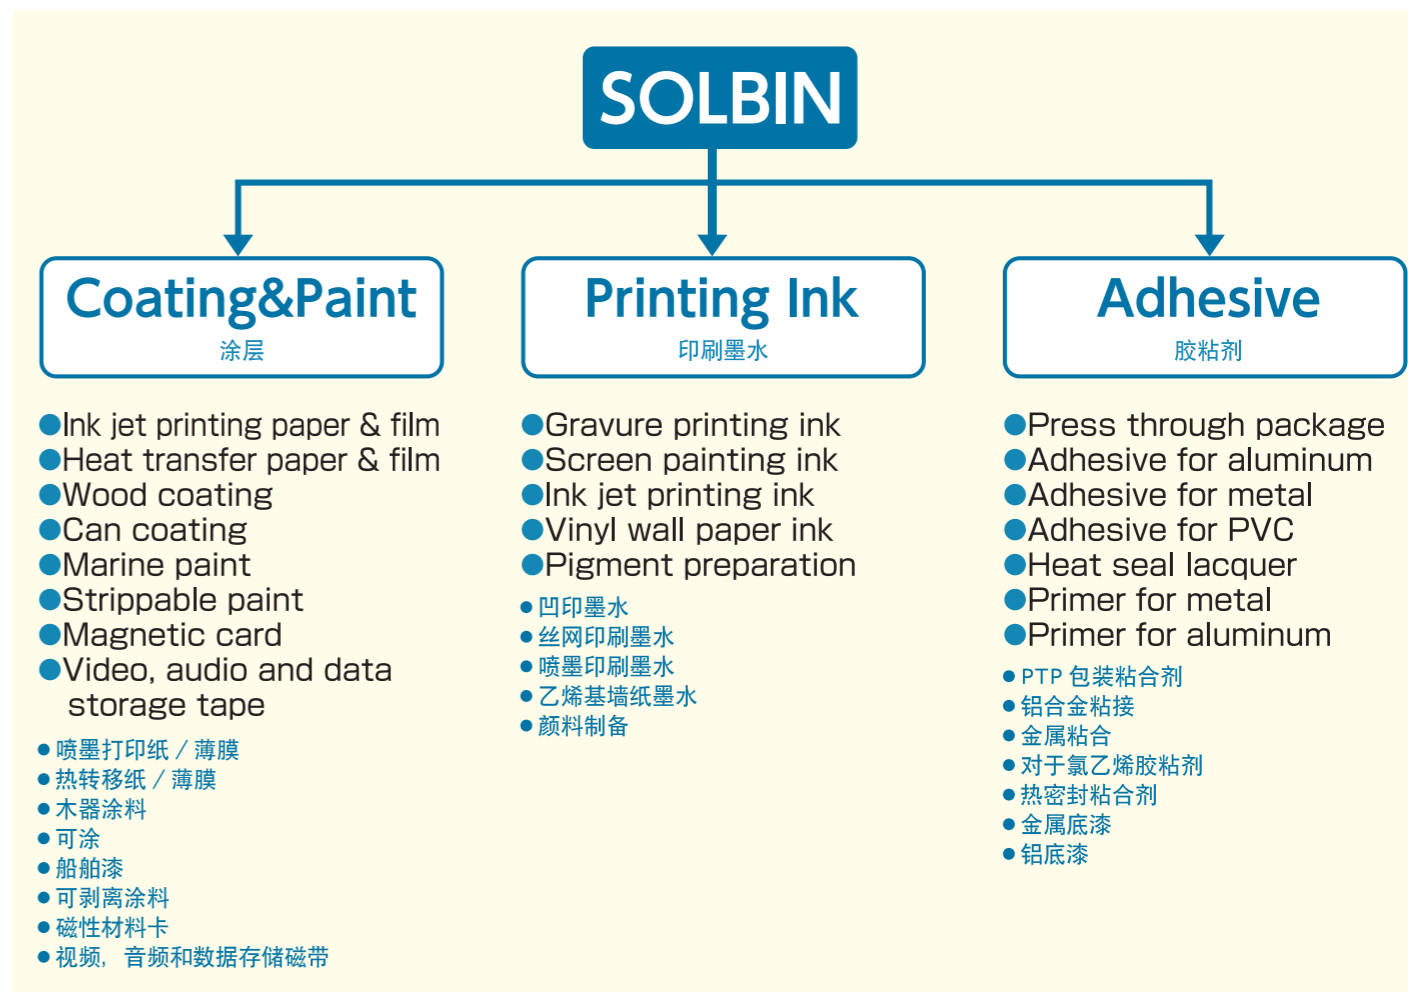 SOLBIN
Coating&Paint
涂层
●Ink jet printing paper & film
●Heat transfer paper & film
●Wood coating
●Can coating
●Marine paint
●Strippable paint
●Magnetic card
●Video, audio and data
storage tape
●喷墨打印纸 / 薄膜
●热转移纸 / 薄膜
●木器涂料
●可涂
●船舶漆
●可剥离涂料
●磁性材料卡
●视频，音频和数据存储磁带
Printing Ink
印刷墨水
●Gravure printing ink
●Screen painting ink
●Ink jet printing ink
●Vinyl wall paper ink
●Pigment preparation
●凹印墨水
●丝网印刷墨水
●喷墨印刷墨水
●乙烯基墙纸墨水
●颜料制备
Adhesive
胶粘剂
●Press through package
●Adhesive for aluminum
●Adhesive for metal
●Adhesive for PVC
●Heat seal lacquer
●Primer for metal
●Primer for aluminum
●PTP 包装粘合剂
●铝合金粘接
●金属粘合
●对于氯乙烯胶粘剂
●热密封粘合剂
●金属底漆
●铝底漆